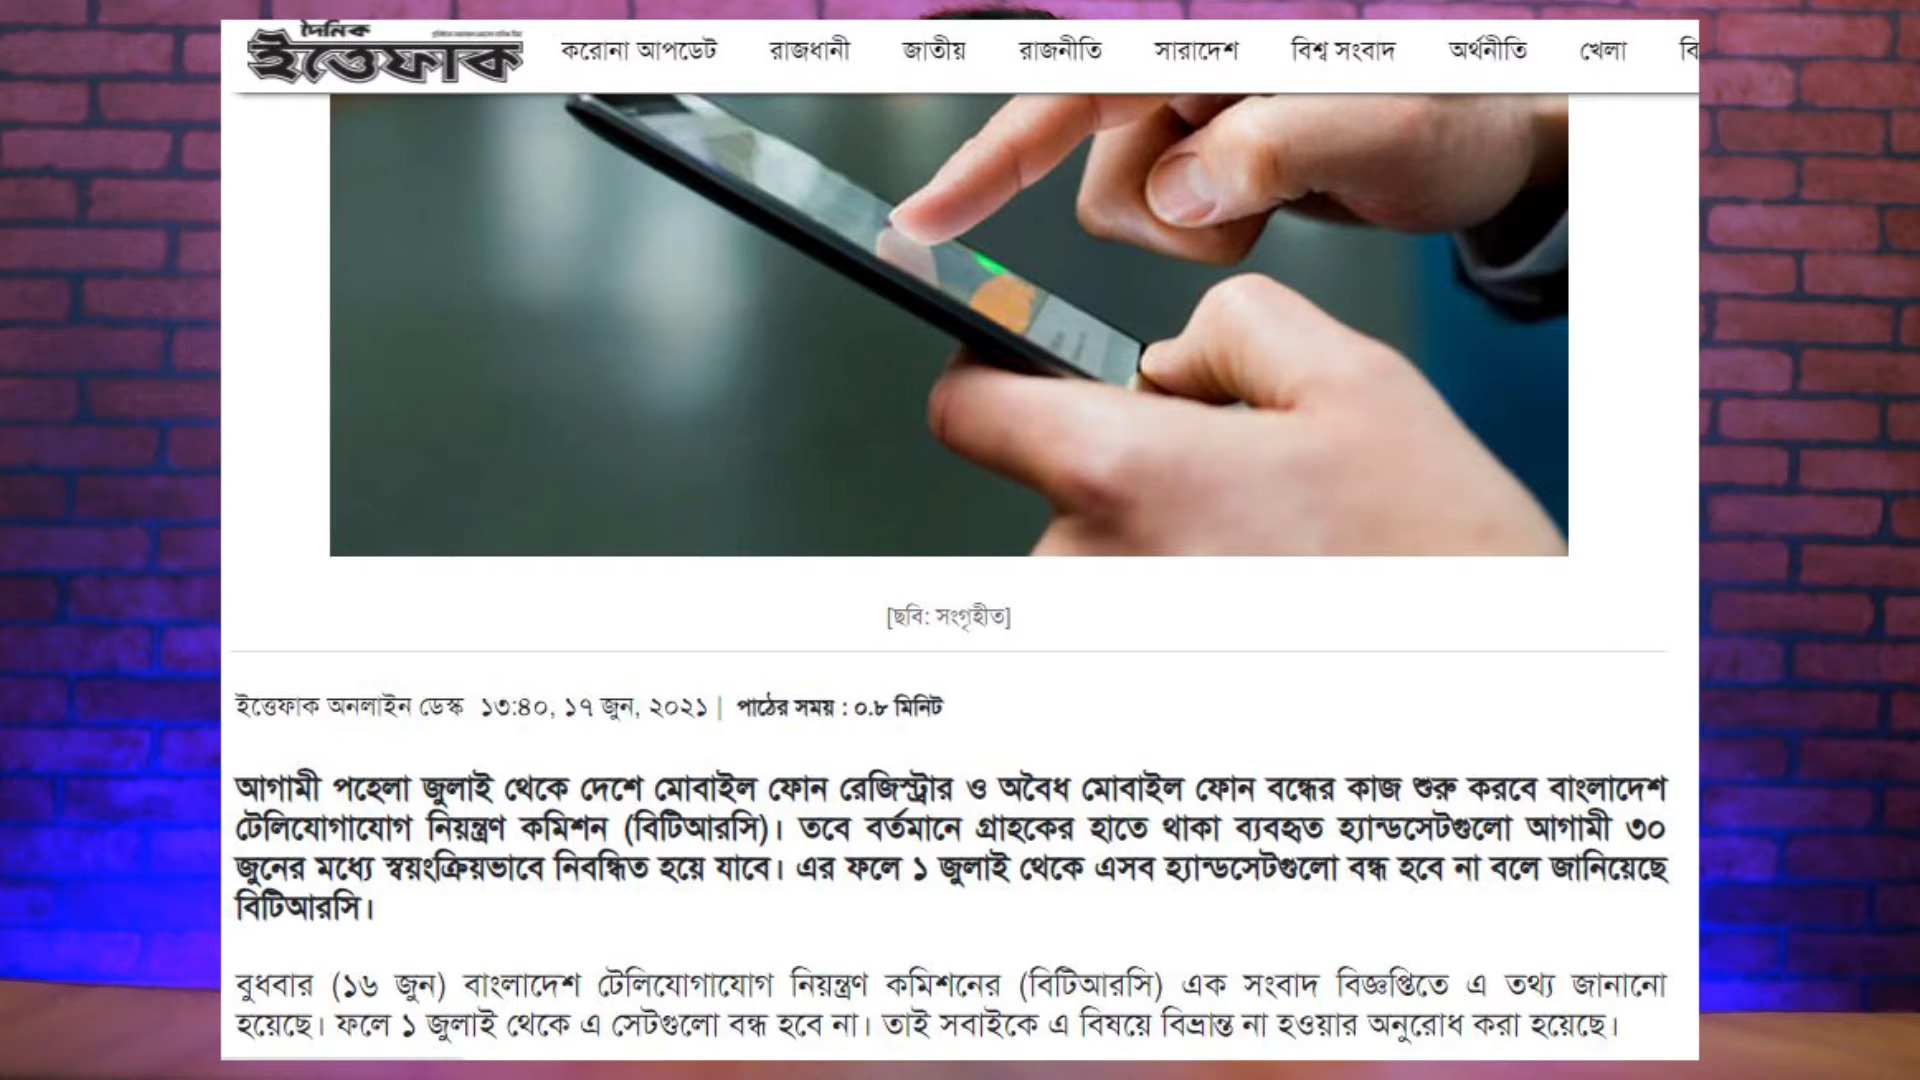 দৈনিক
ইত্তেফাক
করোনা আপডেট রাজধানী জাতীয় রাজনীতি সারাদেশ বিশ্ব সংবাদ অর্থনীতি খেলা বি
[ছবি: সংগৃহীত]
ইত্তেফাক অনলাইন ডেস্ক ১৩:৪০, ১৭ জুন, ২০২১ | পাঠের সময় : ০.৮ মিনিট
আগামী পহেলা জুলাই থেকে দেশে মোবাইল ফোন রেজিস্ট্রার ও অবৈধ মোবাইল ফোন বন্ধের কাজ শুরু করবে বাংলাদেশ
টেলিযোগাযোগ নিয়ন্ত্রণ কমিশন (বিটিআরসি)। তবে বর্তমানে গ্রাহকের হাতে থাকা ব্যবহৃত হ্যান্ডসেটগুলো আগামী ৩০
জুনের মধ্যে স্বয়ংক্রিয়ভাবে নিবন্ধিত হয়ে যাবে। এর ফলে ১ জুলাই থেকে এসব হ্যান্ডসেটগুলো বন্ধ হবে না বলে জানিয়েছে
বিটিআরসি।
বুধবার (১৬ জুন) বাংলাদেশ টেলিযোগাযোগ নিয়ন্ত্রণ কমিশনের (বিটিআরসি) এক সংবাদ বিজ্ঞপ্তিতে এ তথ্য জানানো
হয়েছে। ফলে ১ জুলাই থেকে এ সেটগুলো বন্ধ হবে না। তাই সবাইকে এ বিষয়ে বিভ্রান্ত না হওয়ার অনুরোধ করা হয়েছে।